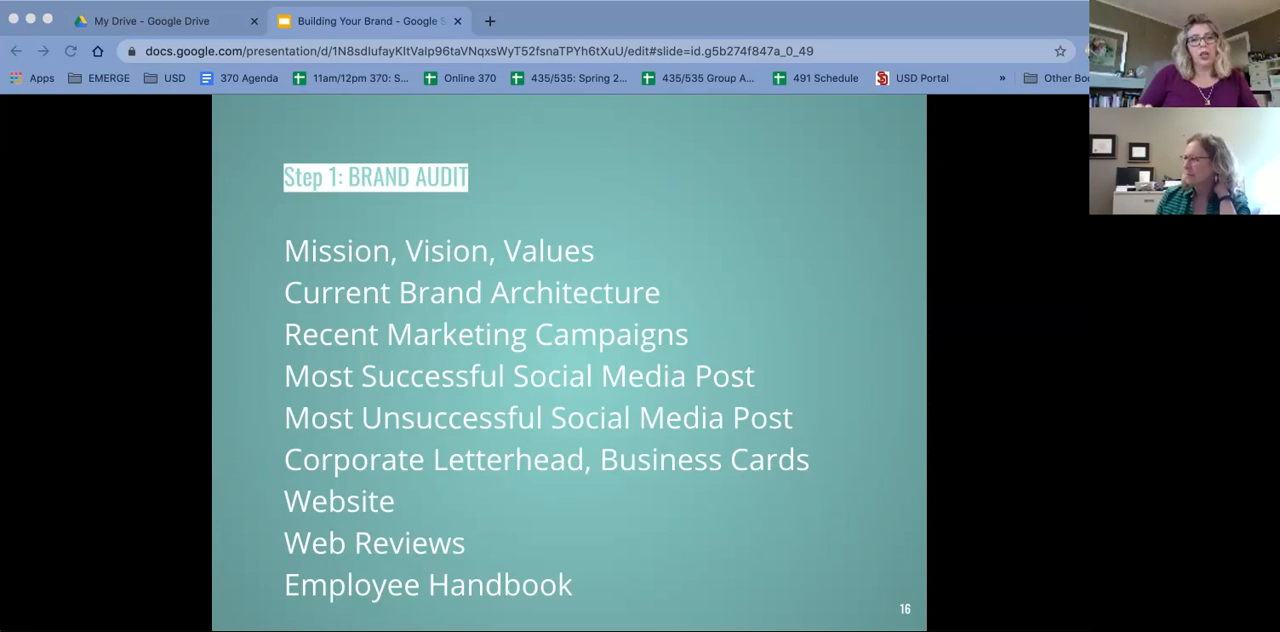 My Drive - Google Drive
Building Your Brand - Google S
docs.google.com/presentation/d/1N8sdIufayKItValp96taVNqxsWyT52fsnaTPYh6tXuU/edit#slide=id.g5b274f847a_0_49
Apps EMERGE USD 370 Agenda 11am/12pm 370: S... Online 370 435/535: Spring 2... 435/535 Group A... 491 Schedule USD Portal » Other Bo
Step 1: BRAND AUDIT
Mission, Vision, Values
Current Brand Architecture
Recent Marketing Campaigns
Most Successful Social Media Post
Most Unsuccessful Social Media Post
Corporate Letterhead, Business Cards
Website
Web Reviews
Employee Handbook
16